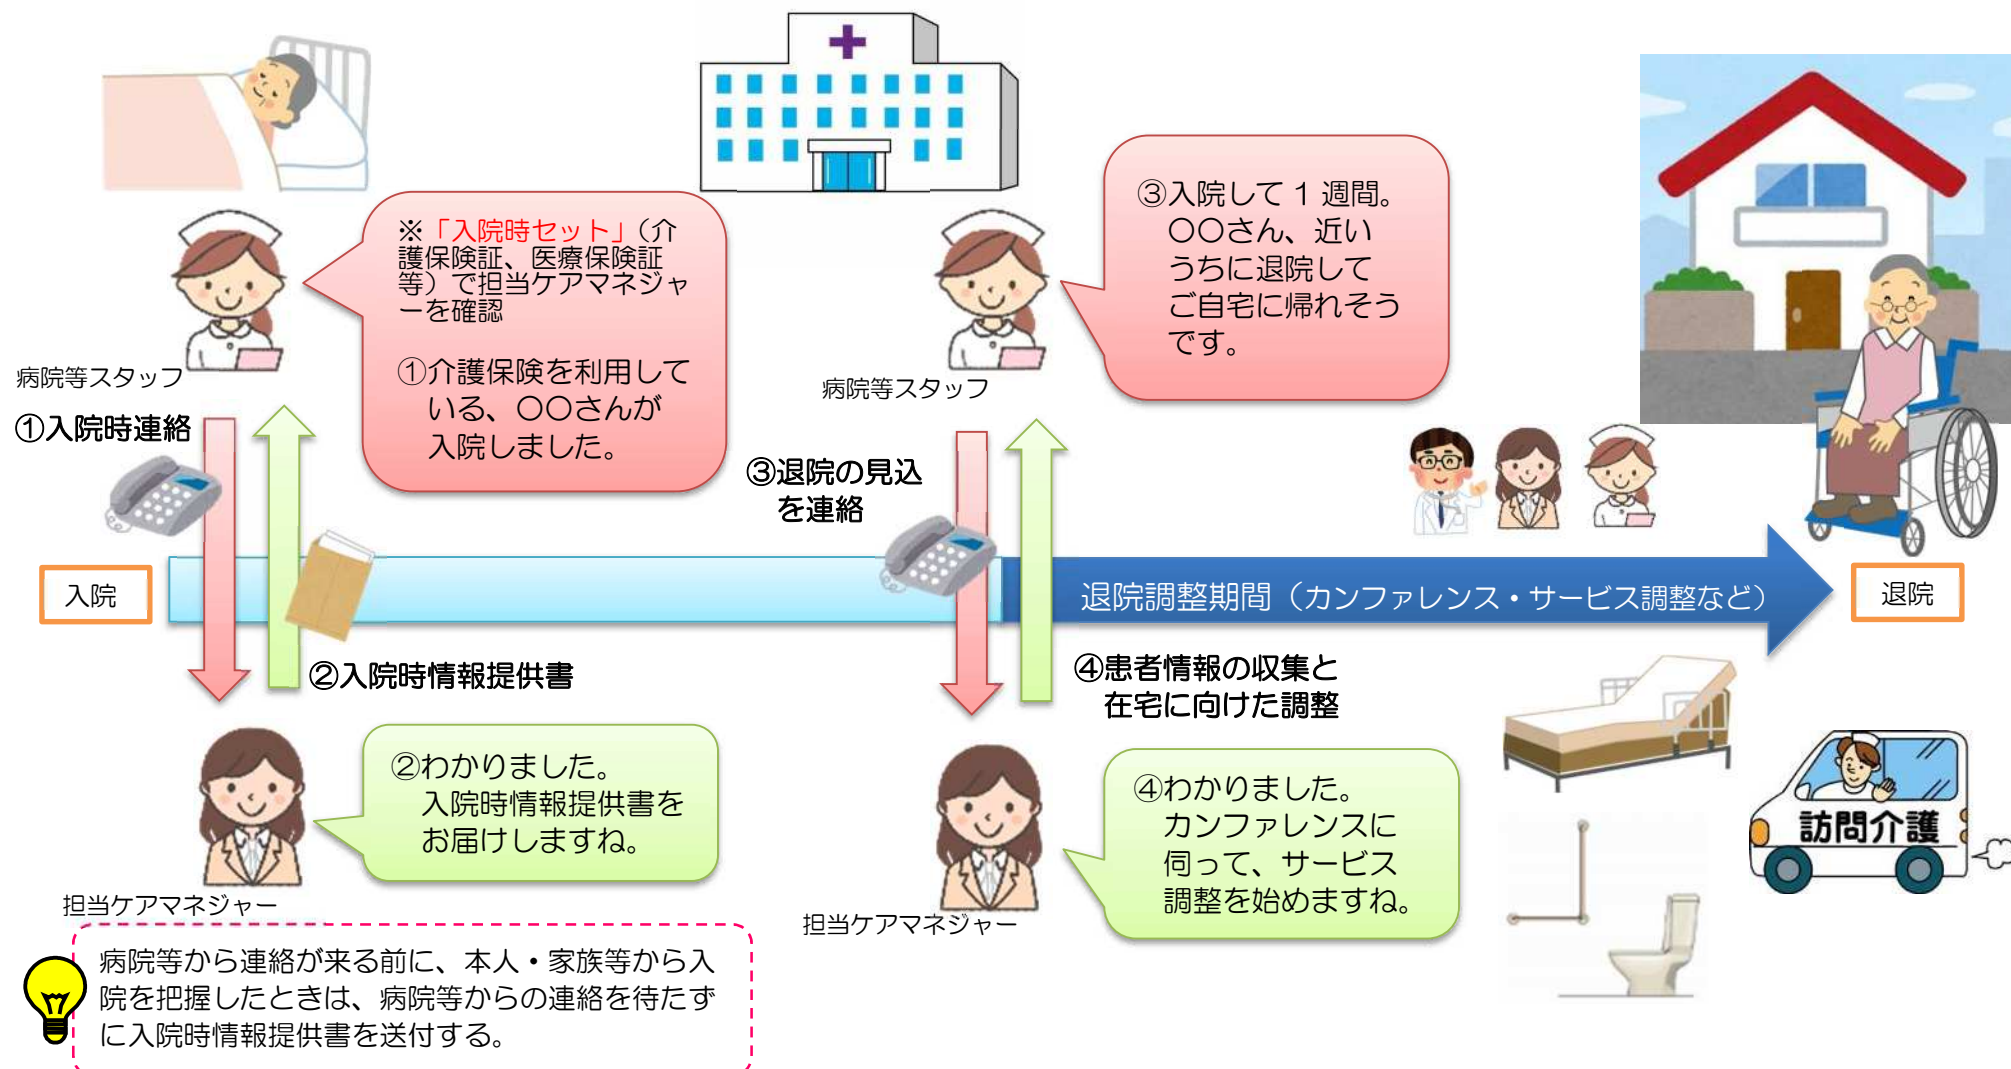 ※「入院時セット」（介
護保険証、医療保険証
等）で担当ケアマネジャ
ーを確認
①介護保険を利用して
いる、〇〇さんが
入院しました。
病院等スタッフ
①入院時連絡
③入院して１週間。
〇〇さん、近い
うちに退院して
ご自宅に帰れそう
です。
病院等スタッフ
③退院の見込
を連絡
入院
退院調整期間（カンファレンス・サービス調整など）
退院
②入院時情報提供書
④患者情報の収集と
在宅に向けた調整
②わかりました。
入院時情報提供書を
お届けしますね。
担当ケアマネジャー
④わかりました。
カンファレンスに
伺って、サービス
調整を始めますね。
担当ケアマネジャー
訪問介護
病院等から連絡が来る前に、本人・家族等から入
院を把握したときは、病院等からの連絡を待たず
に入院時情報提供書を送付する。